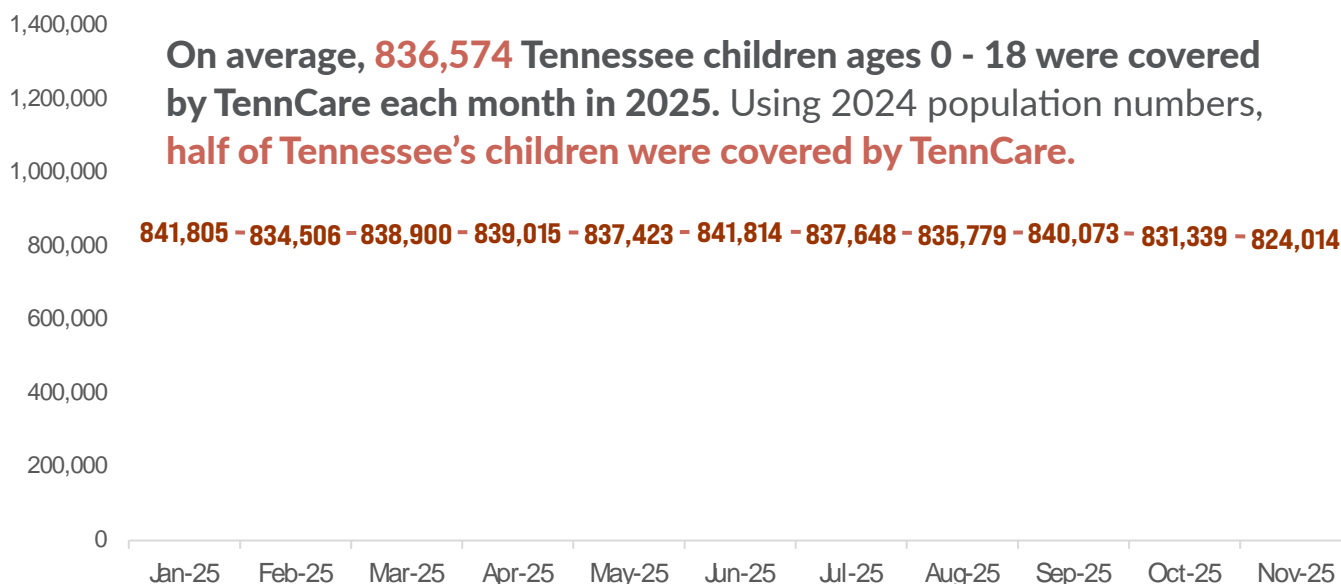 1,400,000
On average, 836,574 Tennessee children ages 0 - 18 were covered
1,200,000
by TennCare each month in 2025. Using 2024 population numbers,
half of Tennessee’s children were covered by TennCare.
1,000,000
841,805 834,506 838,900 839,015 837,423 841,814 837,648 835,779 840,073 831,339 824,014
800,000
600,000
400,000
200,000
0
Jan-25 Feb-25 Mar-25 Apr-25 May-25 Jun-25 Jul-25 Aug-25 Sep-25 Oct-25 Nov-25